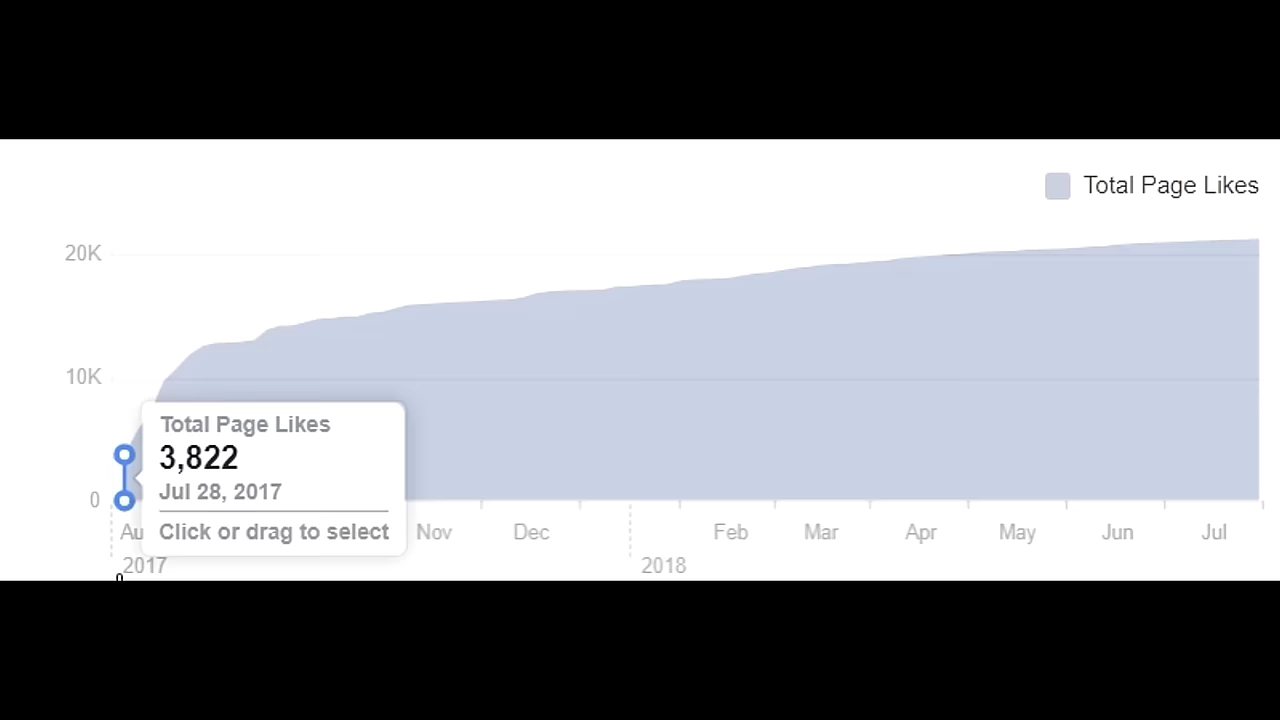 Total Page Likes
20K
10K
Total Page Likes
3,822
Jul 28, 2017
Click or drag to select
0
Au Nov Dec Feb Mar Apr May Jun Jul
2017 2018